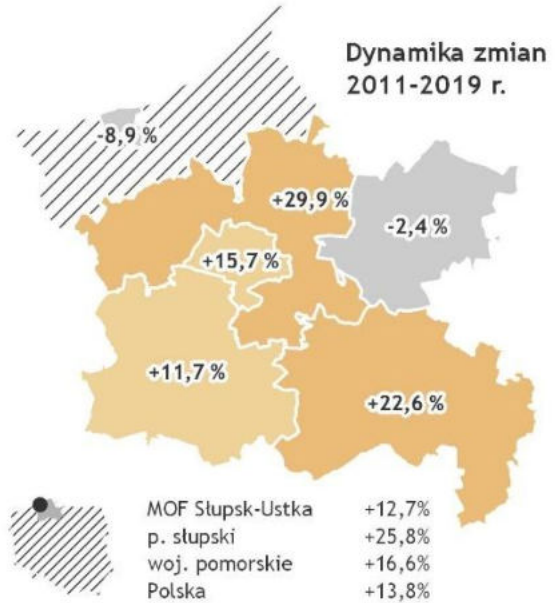 Dynamika zmian
2011-2019 r.
-8,9 %
+29,9 %
-2,4 %
+15,7 %
+11,7 %
+22,6 %
MOF Słupsk-Ustka +12,7%
p. słupski +25,8%
woj. pomorskie +16,6%
Polska +13,8%